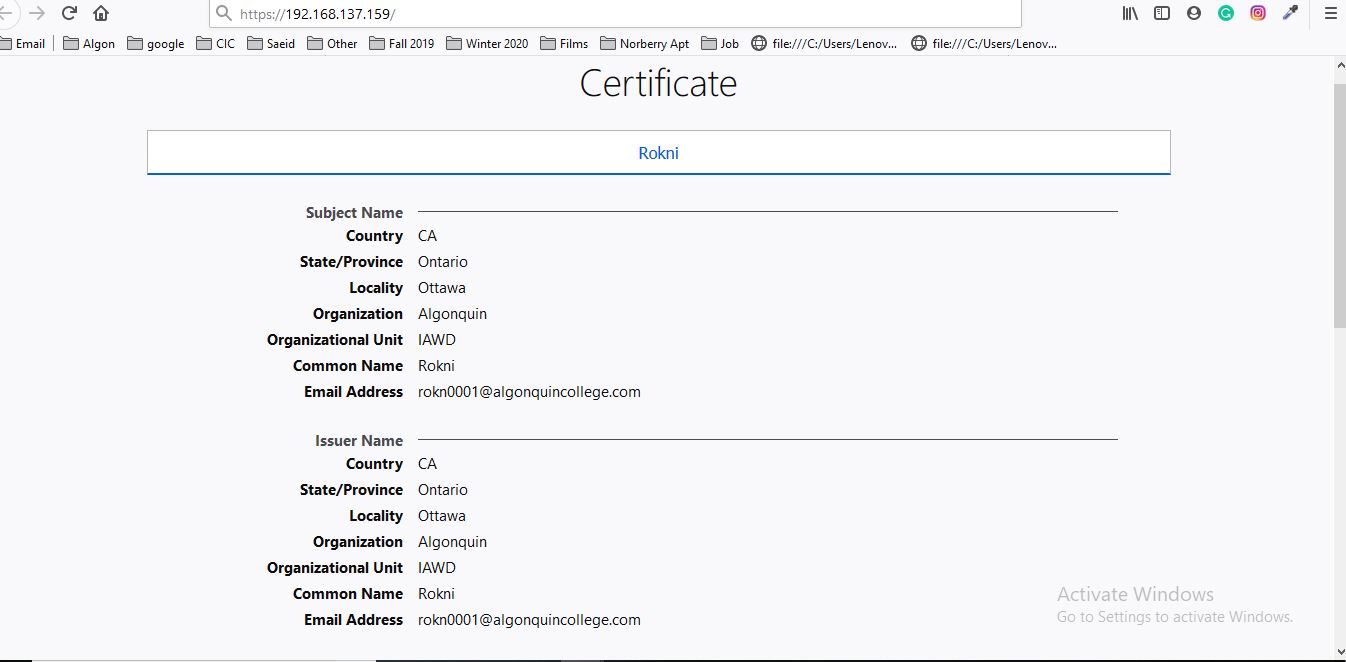 https://192.168.137.159/
Email Algon google CIC Saeid Other Fall 2019 Winter 2020 Films Norberry Apt Job file:///C:/Users/Lenov... file:///C:/Users/Lenov...
Certificate
Rokni
Subject Name
Country CA
State/Province Ontario
Locality Ottawa
Organization Algonquin
Organizational Unit IAWD
Common Name Rokni
Email Address rokn0001@algonquincollege.com
Issuer Name
Country CA
State/Province Ontario
Locality Ottawa
Organization Algonquin
Organizational Unit IAWD
Common Name Rokni
Email Address rokn0001@algonquincollege.com
Activate Windows
Go to Settings to activate Windows.